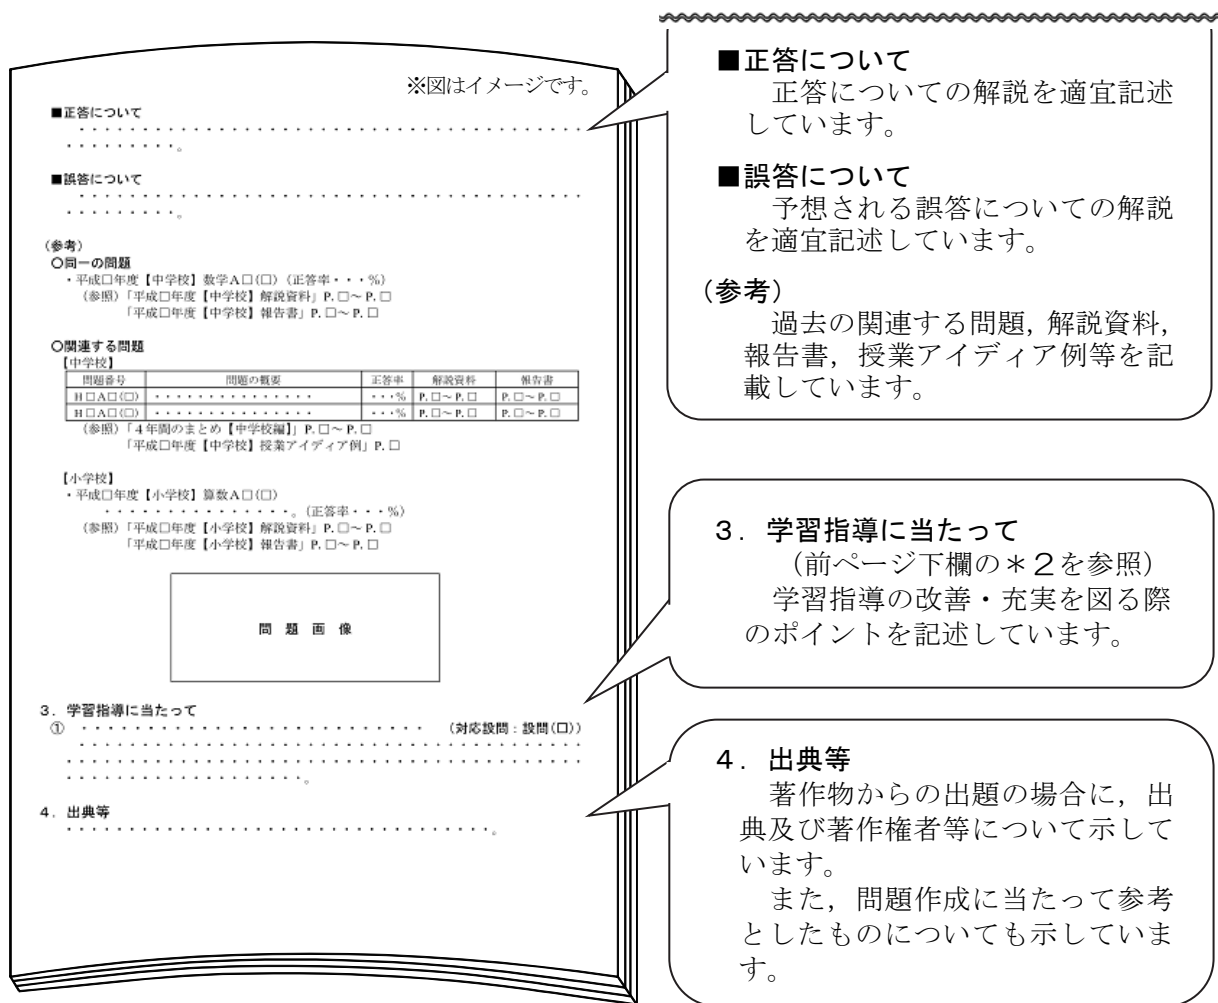 ※図はイメージです。
■正答について
・・・・・・・・・・・・・・・・・・・・・・・・・・・・・・・・・・・・・・・・
・・・・・・・・・。
■誤答について
・・・・・・・・・・・・・・・・・・・・・・・・・・・・・・・・・・・・・・・・
・・・・・・・・・。
(参考)
○同一の問題
・平成□年度【中学校】数学A□(□)(正答率・・・%)
(参照)「平成□年度【中学校】解説資料」P.□~P.□
「平成□年度【中学校】報告書」P.□~P.□
○関連する問題
【中学校】
問題番号 問題の概要 正答率 解説資料 報告書
H□A□(□) ・・・・・・・・・・・・・・・ ・・・% P.□~P.□ P.□~P.□
H□A□(□) ・・・・・・・・・・・・・・・ ・・・% P.□~P.□ P.□~P.□
(参照)「4年間のまとめ【中学校編】」P.□~P.□
「平成□年度【中学校】授業アイディア例」P.□
【小学校】
・平成□年度【小学校】算数A□(□)
・・・・・・・・・・・・・・・。(正答率・・・%)
(参照)「平成□年度【小学校】解説資料」P.□~P.□
「平成□年度【小学校】報告書」P.□~P.□
問題画像
3.学習指導に当たって
① ・・・・・・・・・・・・・・・・・・・・・・・・・・・ (対応設問:設問(□))
・・・・・・・・・・・・・・・・・・・・・・・・・・・・・・・・・・・・・・・・
・・・・・・・・・・・・・・・・・・・・・・・・・・・・・・・・・・・・・・・・
・・・・・・・・・・・・・・・・・・・。
4.出典等
・・・・・・・・・・・・・・・・・・・・・・・・・・・・・・・・・・。
■正答について
正答についての解説を適宜記述
しています。
■誤答について
予想される誤答についての解説
を適宜記述しています。
(参考)
過去の関連する問題,解説資料,
報告書,授業アイディア例等を記
載しています。
3.学習指導に当たって
(前ページ下欄の*2を参照)
学習指導の改善・充実を図る際
のポイントを記述しています。
4.出典等
著作物からの出題の場合に,出
典及び著作権者等について示して
います。
また,問題作成に当たって参考
としたものについても示していま
す。